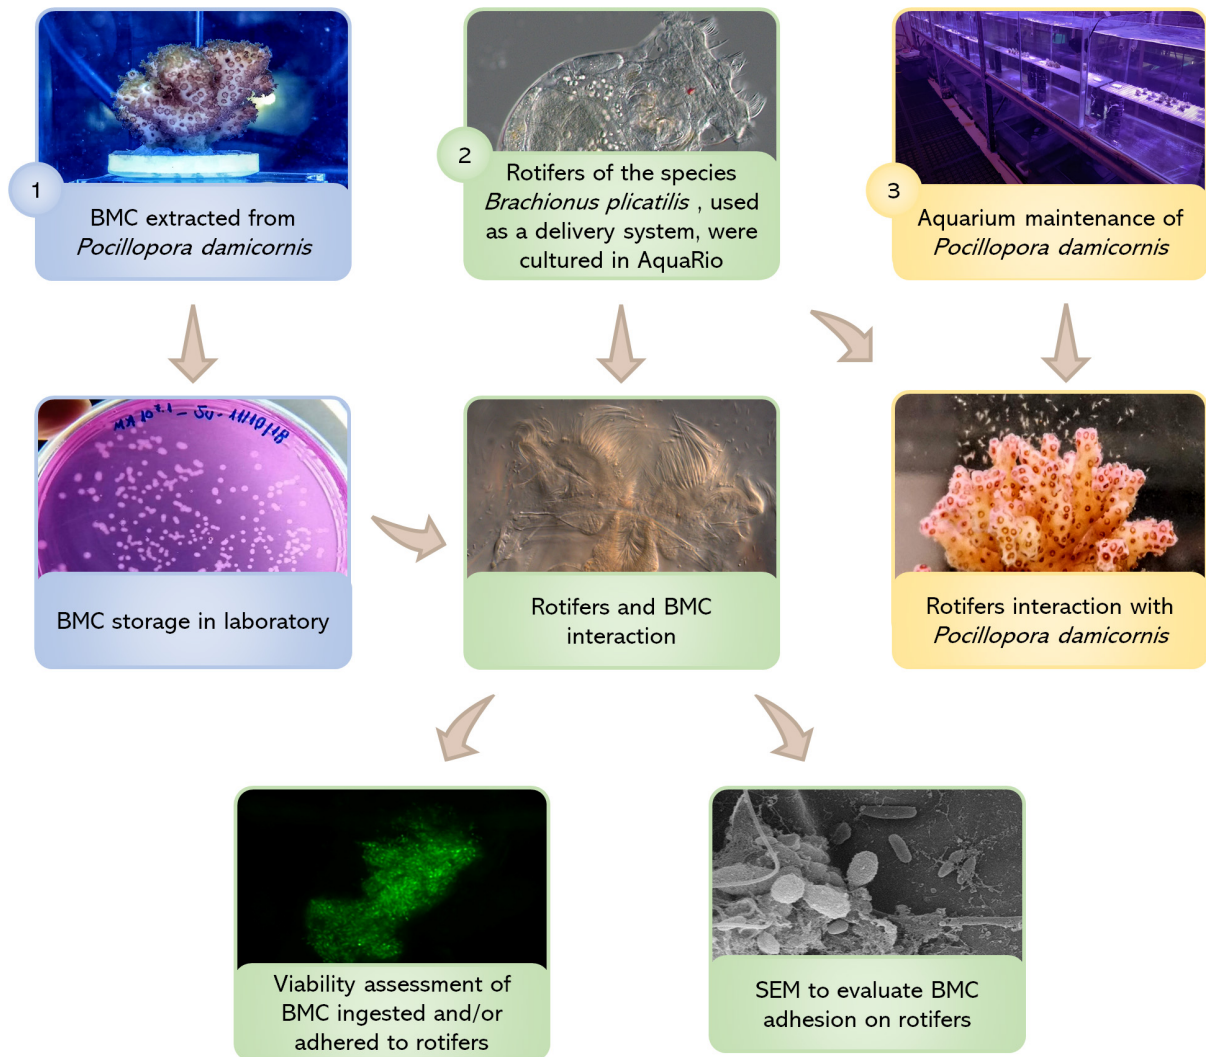 1
BMC extracted from
Pocillopora damicornis
2
Rotifers of the species
Brachionus plicatilis , used
as a delivery system, were
cultured in AquaRio
3
Aquarium maintenance of
Pocillopora damicornis
11/10/18
BMC storage in laboratory
Rotifers and BMC
interaction
Rotifers interaction with
Pocillopora damicornis
Viability assessment of
BMC ingested and/or
adhered to rotifers
SEM to evaluate BMC
adhesion on rotifers